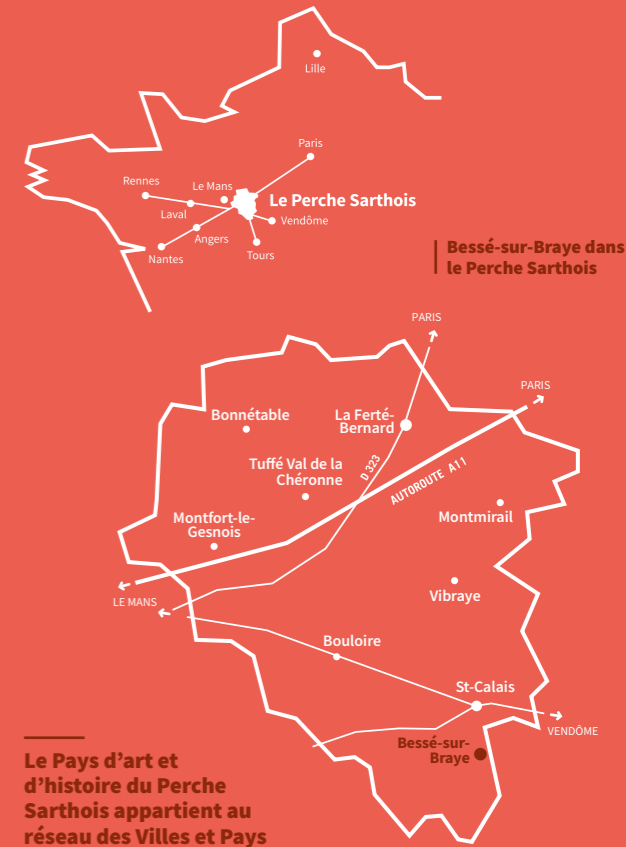 Lille
Paris
Rennes
Le Mans
Le Perche Sarthois
Laval
Vendôme
Angers
Nantes
Tours
Bessé-sur-Braye dans
le Perche Sarthois
PARIS
PARIS
Bonnétable
La Ferté-
Bernard
Tuffé Val de la
Chéronne
D 323
AUTOROUTE A11
Montfort-le-
Gesnois
Montmirail
LE MANS
Vibraye
Bouloire
St-Calais
VENDÔME
Bessé-sur-
Braye
Le Pays d’art et
d’histoire du Perche
Sarthois appartient au
réseau des Villes et Pays